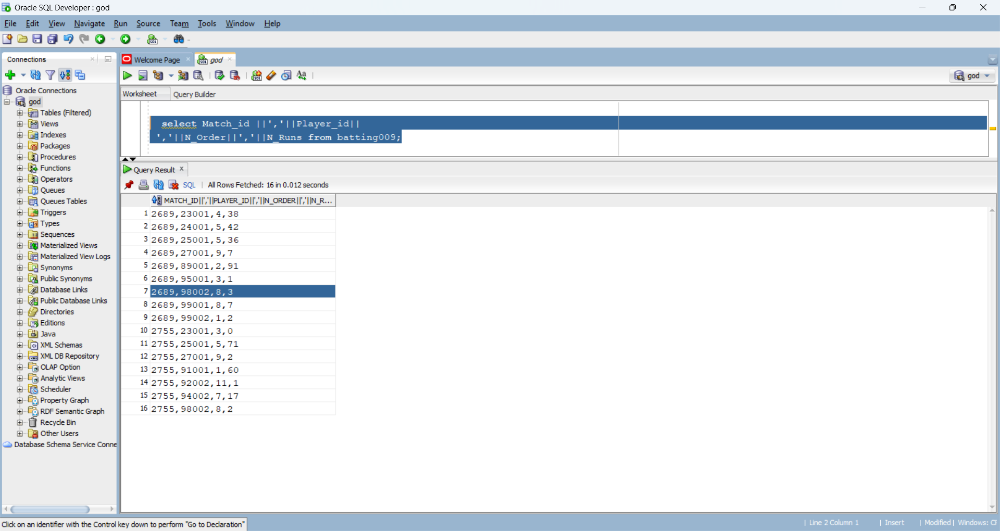 Oracle SQL Developer : god
File Edit View Navigate Run Source Team Tools Window Help
Connections
Welcome Page
god
god
Worksheet
Query Builder
Oracle Connections
god
Tables (Filtered)
Views
Indexes
Packages
Procedures
Functions
Operators
Queues
Queues Tables
Triggers
Types
Sequences
Materialized Views
Materialized View Logs
Synonyms
Public Synonyms
Database Links
Public Database Links
Directories
Editions
Java
XML Schemas
XML DB Repository
OLAP Option
Analytic Views
Scheduler
Property Graph
RDF Semantic Graph
Recycle Bin
Other Users
Database Schema Service Conne
select Match_id ||','||Player_id||
','||N_Order||','||N_Runs from batting009;
Query Result
SQL | All Rows Fetched: 16 in 0.012 seconds
MATCH_ID||','||PLAYER_ID||','||N_ORDER||','||N_R...
1 2689,23001,4,38
2 2689,24001,5,42
3 2689,25001,5,36
4 2689,27001,9,7
5 2689,89001,2,91
6 2689,95001,3,1
7 2689,98002,8,3
8 2689,99001,8,7
9 2689,99002,1,2
10 2755,23001,3,0
11 2755,25001,5,71
12 2755,27001,9,2
13 2755,91001,1,60
14 2755,92002,11,1
15 2755,94002,7,17
16 2755,98002,8,2
Click on an identifier with the Control key down to perform "Go to Declaration"
| Line 2 Column 1 | Insert | Modified | Windows: CF